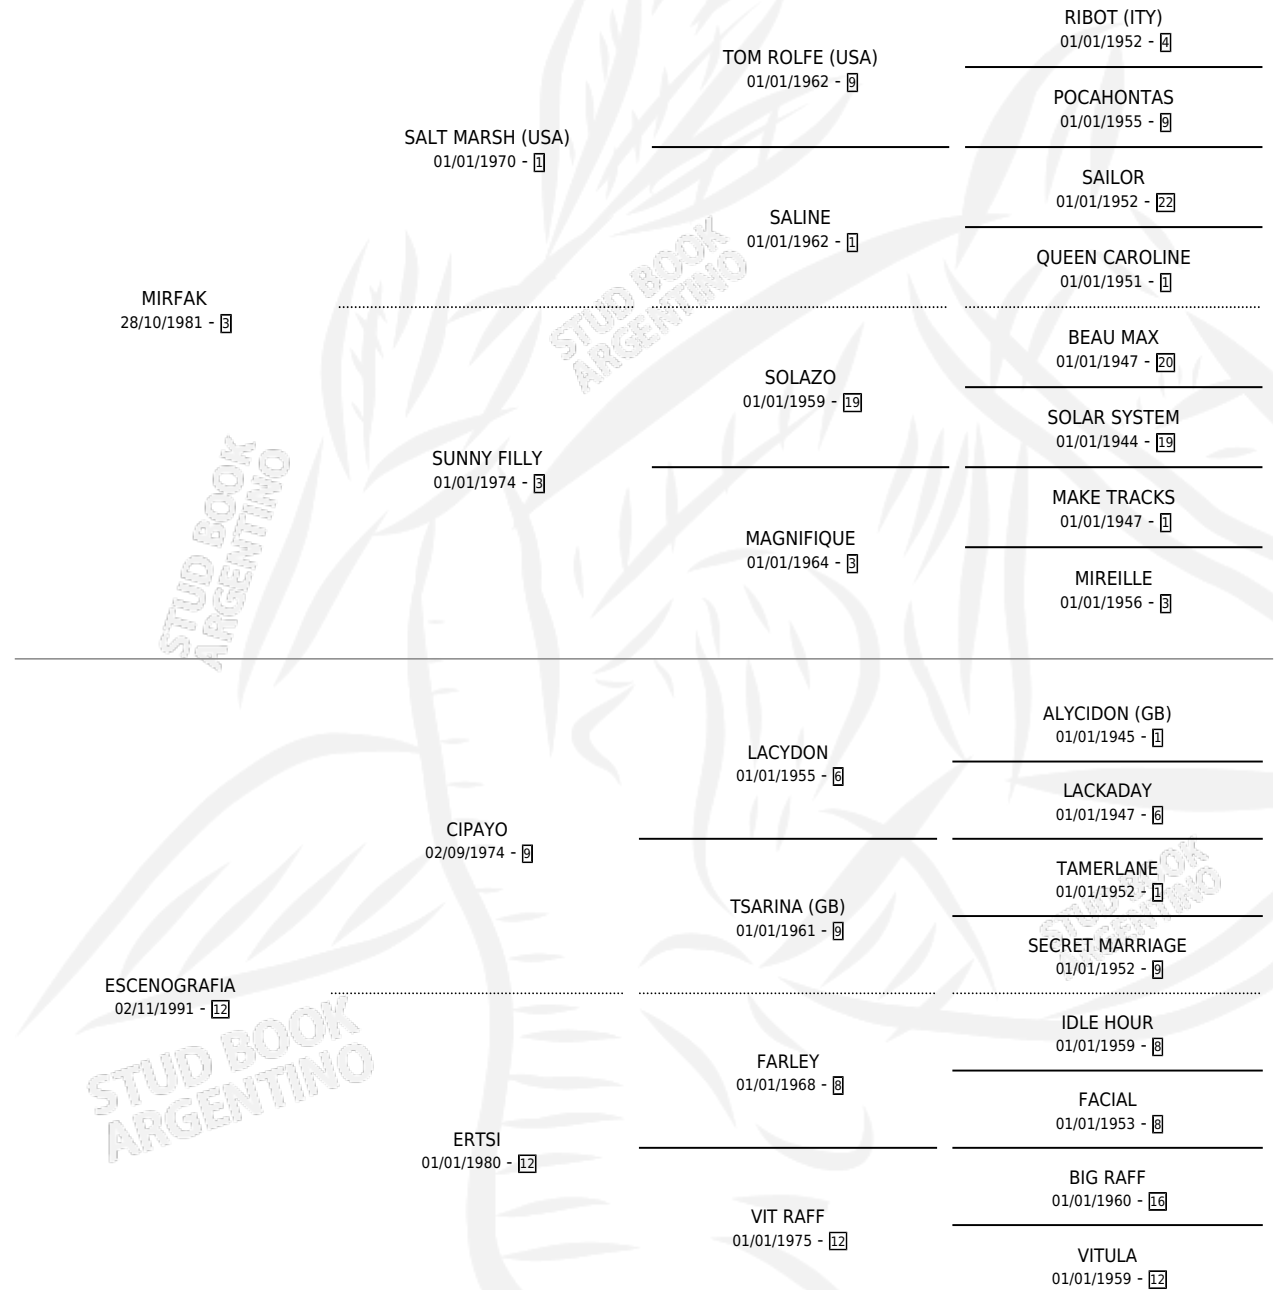 RIBOT (ITY)
01/01/1952 - 4
TOM ROLFE (USA)
01/01/1962 - 9
POCAHONTAS
01/01/1955 - 9
SALT MARSH (USA)
01/01/1970 - 1
SAILOR
01/01/1952 - 22
SALINE
01/01/1962 - 1
QUEEN CAROLINE
01/01/1951 - 1
MIRFAK
28/10/1981 - 3
BEAU MAX
01/01/1947 - 20
SOLAZO
01/01/1959 - 19
SOLAR SYSTEM
01/01/1944 - 19
SUNNY FILLY
01/01/1974 - 3
MAKE TRACKS
01/01/1947 - 1
MAGNIFIQUE
01/01/1964 - 3
MIREILLE
01/01/1956 - 3
ALYCIDON (GB)
01/01/1945 - 1
LACYDON
01/01/1955 - 6
LACKADAY
01/01/1947 - 6
CIPAYO
02/09/1974 - 9
TAMERLANE
01/01/1952 - 1
TSARINA (GB)
01/01/1961 - 9
SECRET MARRIAGE
01/01/1952 - 9
ESCENOGRAFIA
02/11/1991 - 12
IDLE HOUR
01/01/1959 - 8
FARLEY
01/01/1968 - 8
FACIAL
01/01/1953 - 8
ERTSI
01/01/1980 - 12
BIG RAFF
01/01/1960 - 16
VIT RAFF
01/01/1975 - 12
VITULA
01/01/1959 - 12
STUD BOOK
ARGENTINO
STUD BOOK
ARGENTINO
STUD BOOK
ARGENTINO
STUD BOOK
ARGENTINO